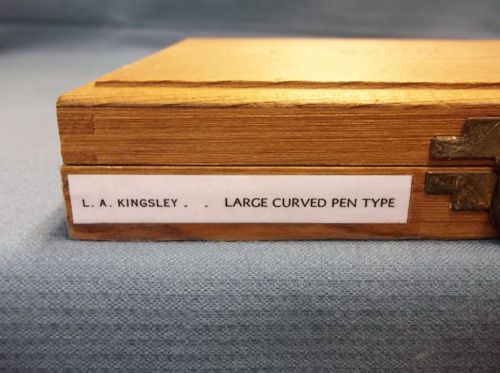 L. A. KINGSLEY . . LARGE CURVED PEN TYPE